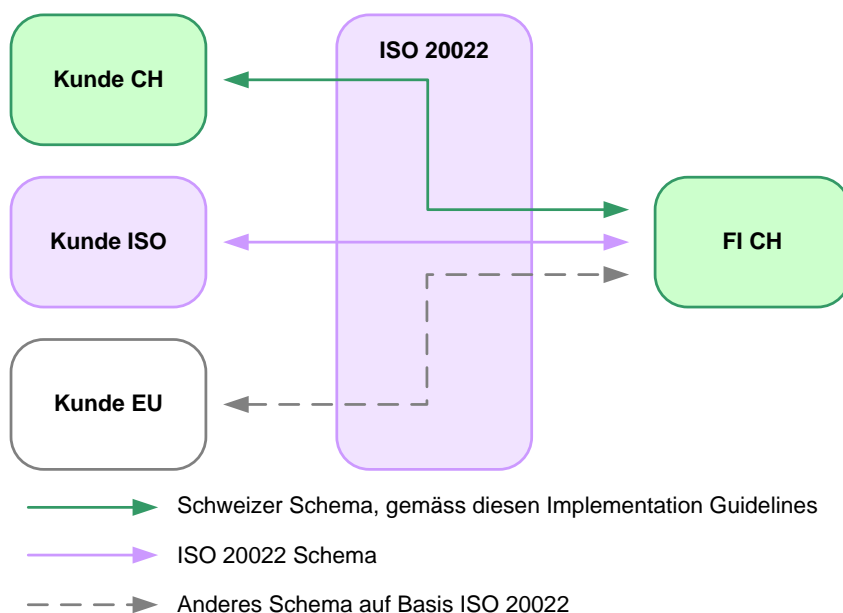 ISO 20022
Kunde CH
Kunde ISO
FI CH
Kunde EU
Schweizer Schema, gemäss diesen Implementation Guidelines
ISO 20022 Schema
Anderes Schema auf Basis ISO 20022